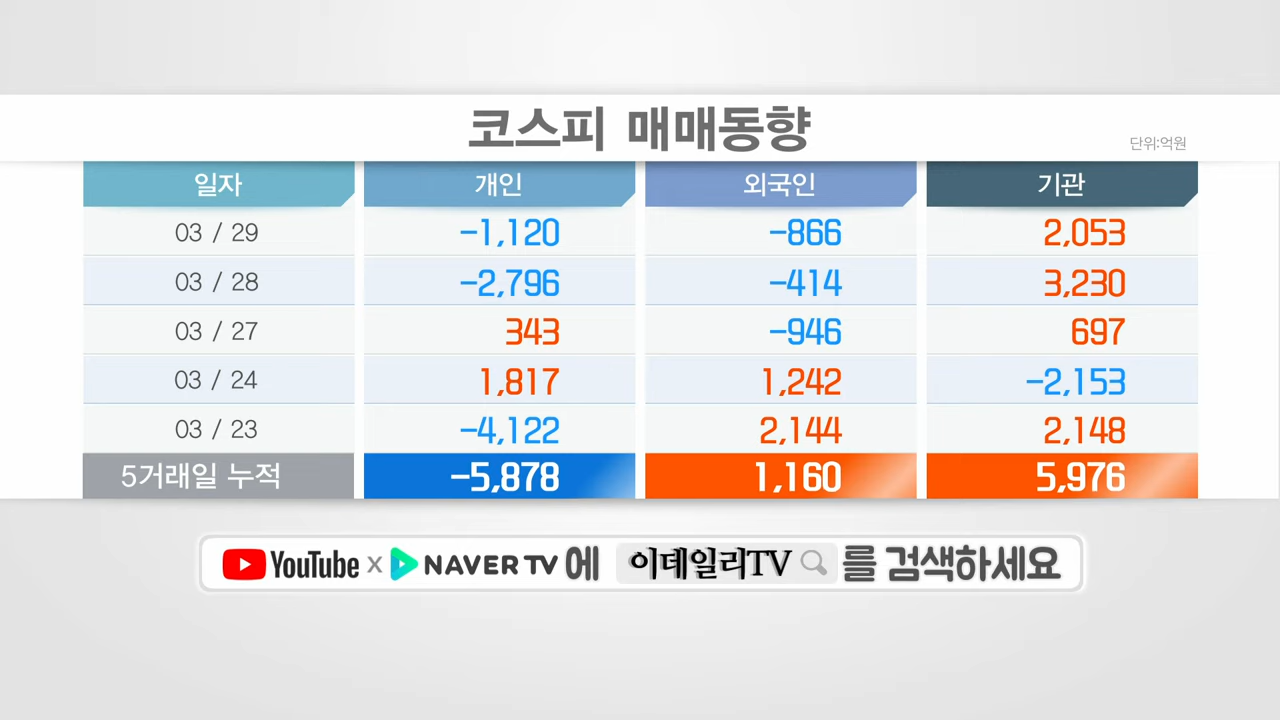 코스피 매매동향
단위:억원
일자 개인 외국인 기관
03 / 29 -1,120 -866 2,053
03 / 28 -2,796 -414 3,230
03 / 27 343 -946 697
03 / 24 1,817 1,242 -2,153
03 / 23 -4,122 2,144 2,148
5거래일 누적 -5,878 1,160 5,976
YouTube x NAVER TV에 이데일리TV 를 검색하세요